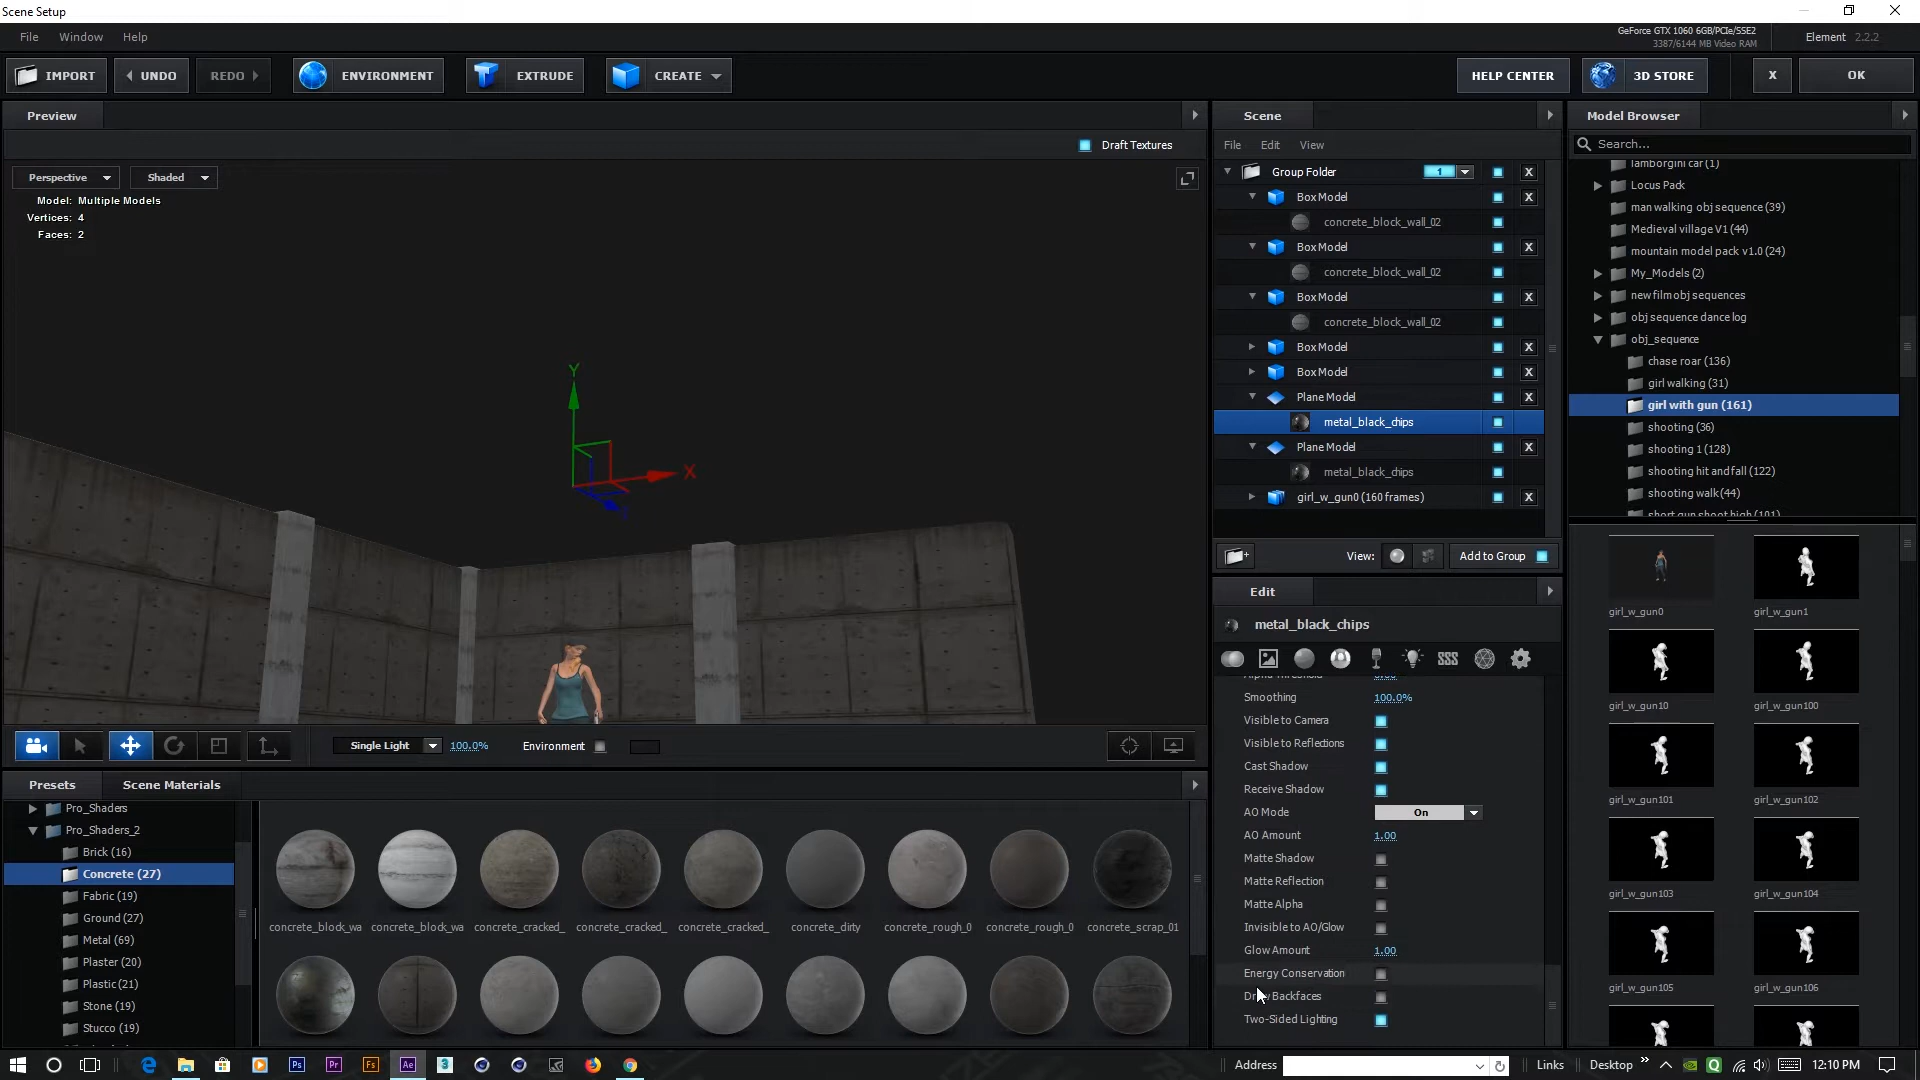 Scene Setup
File Window Help
GeForce GTX 1060 6GB/PCIe/SSE2
3387/6144 MB Video RAM
Element 2.2.2
IMPORT UNDO REDO ENVIRONMENT EXTRUDE CREATE HELP CENTER 3D STORE X OK
Preview
Draft Textures
Perspective Shaded
Model: Multiple Models
Vertices: 4
Faces: 2
Y
X
Single Light 100.0% Environment
Scene
File Edit View
Group Folder 1 X
Box Model X
concrete_block_wall_02
Box Model X
concrete_block_wall_02
Box Model X
concrete_block_wall_02
Box Model X
Box Model X
Plane Model X
metal_black_chips
Plane Model X
metal_black_chips
girl_w_gun0 (160 frames) X
View: Add to Group
Edit
metal_black_chips
Alpha Threshold
Smoothing 100.0%
Visible to Camera
Visible to Reflections
Cast Shadow
Receive Shadow
AO Mode On
AO Amount 1.00
Matte Shadow
Matte Reflection
Matte Alpha
Invisible to AO/Glow
Glow Amount 1.00
Energy Conservation
Backfaces
Two-Sided Lighting
Model Browser
Search...
lamborgini car (1)
Locus Pack
man walking obj sequence (39)
Medieval village V1 (44)
mountain model pack v1.0 (24)
My_Models (2)
new film obj sequences
obj sequence dance log
obj_sequence
chase roar (136)
girl walking (31)
girl with gun (161)
shooting (36)
shooting 1 (128)
shooting hit and fall (122)
shooting walk (44)
short gun shoot high (101)
girl_w_gun0 girl_w_gun1
girl_w_gun10 girl_w_gun100
girl_w_gun101 girl_w_gun102
girl_w_gun103 girl_w_gun104
girl_w_gun105 girl_w_gun106
Presets Scene Materials
Pro_Shaders
Pro_Shaders_2
Brick (16)
Concrete (27)
Fabric (19)
Ground (27)
Metal (69)
Plaster (20)
Plastic (21)
Stone (19)
Stucco (19)
concrete_block_wa concrete_block_wa concrete_cracked_ concrete_cracked_ concrete_cracked_ concrete_dirty concrete_rough_0 concrete_rough_0 concrete_scrap_01
Ps Pr Fs Ae 3
Address Links Desktop » 12:10 PM